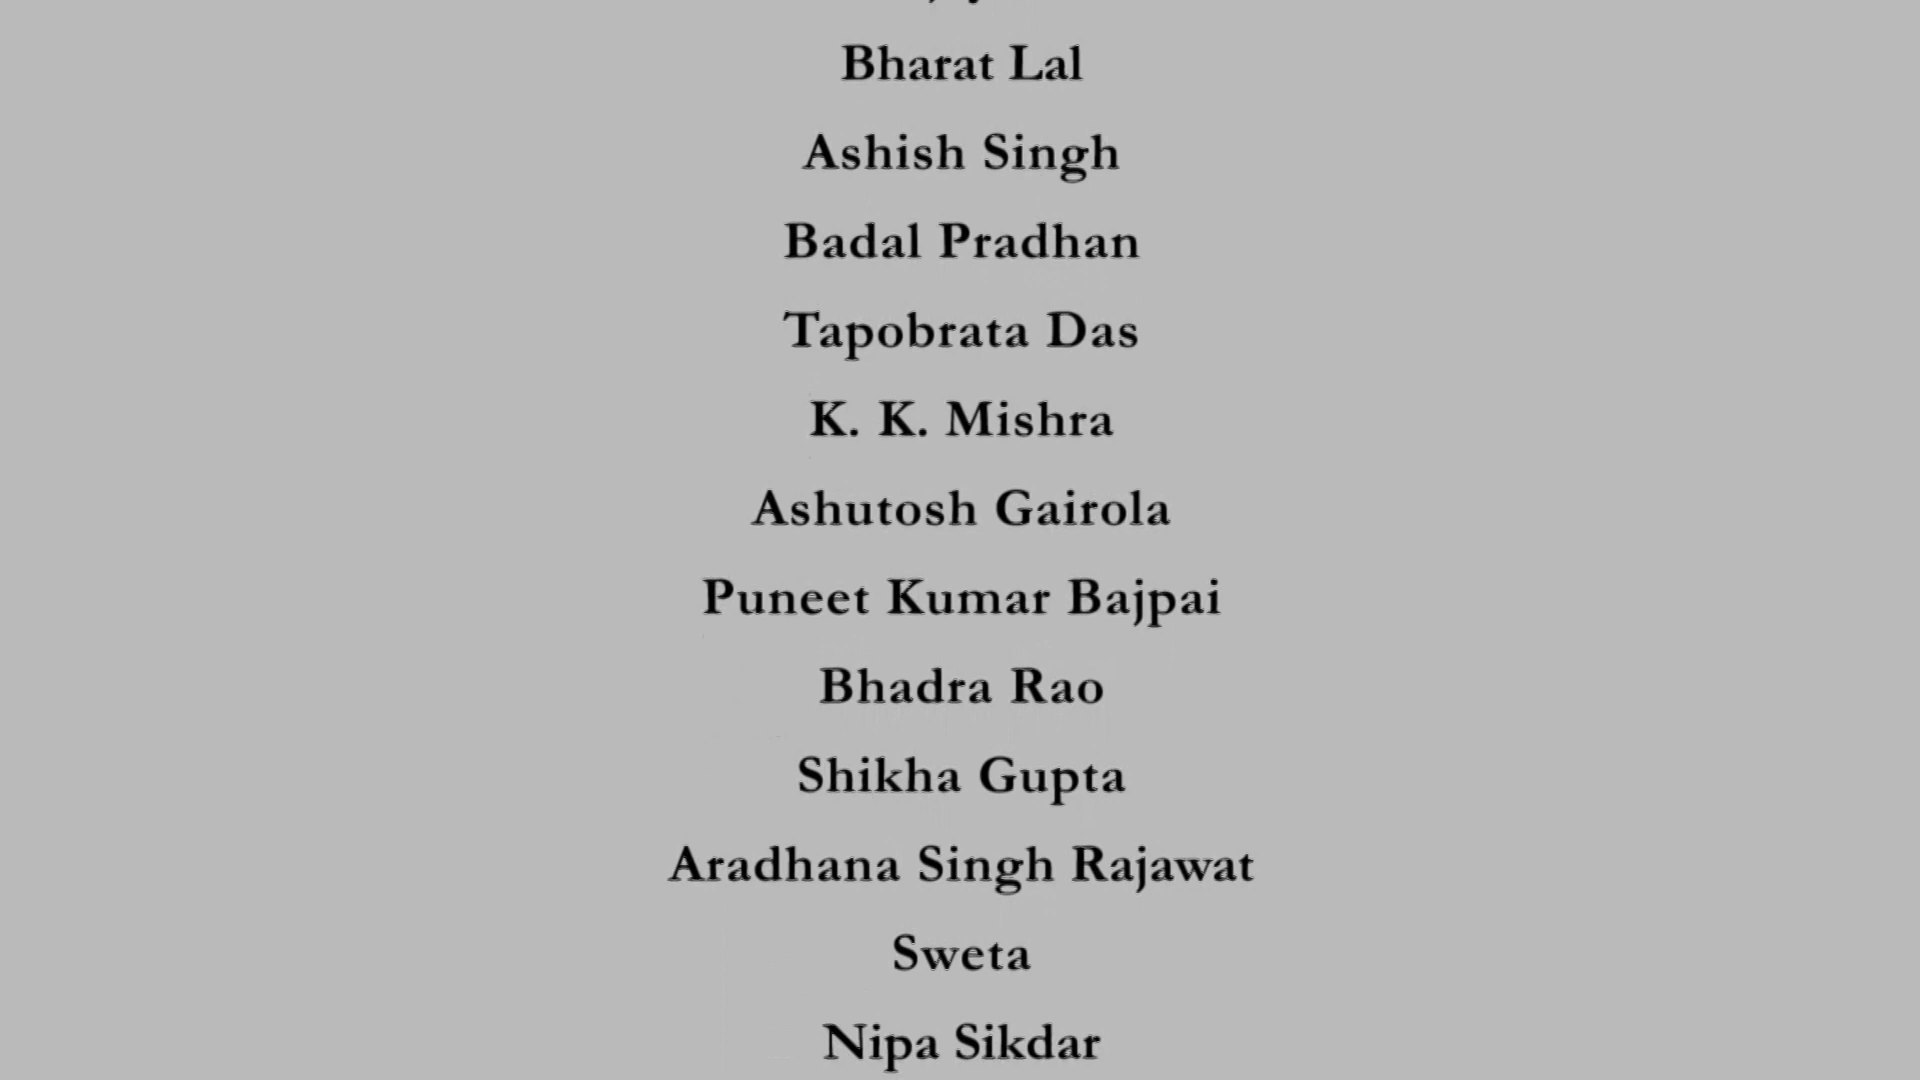 Bharat Lal
Ashish Singh
Badal Pradhan
Tapobrata Das
K. K. Mishra
Ashutosh Gairola
Puneet Kumar Bajpai
Bhadra Rao
Shikha Gupta
Aradhana Singh Rajawat
Sweta
Nipa Sikdar